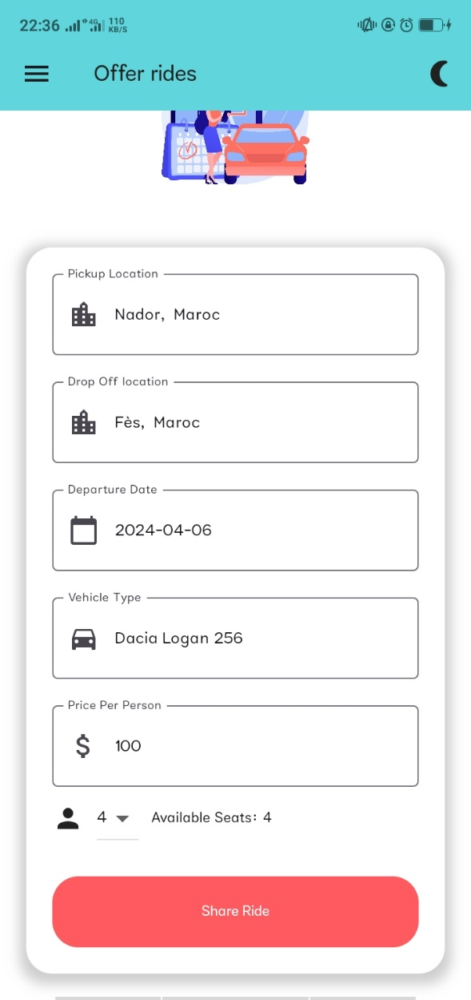 22:36 4G 110 KB/S
Offer rides
Pickup Location
Nador, Maroc
Drop Off location
Fès, Maroc
Departure Date
2024-04-06
Vehicle Type
Dacia Logan 256
Price Per Person
$ 100
4 Available Seats: 4
Share Ride